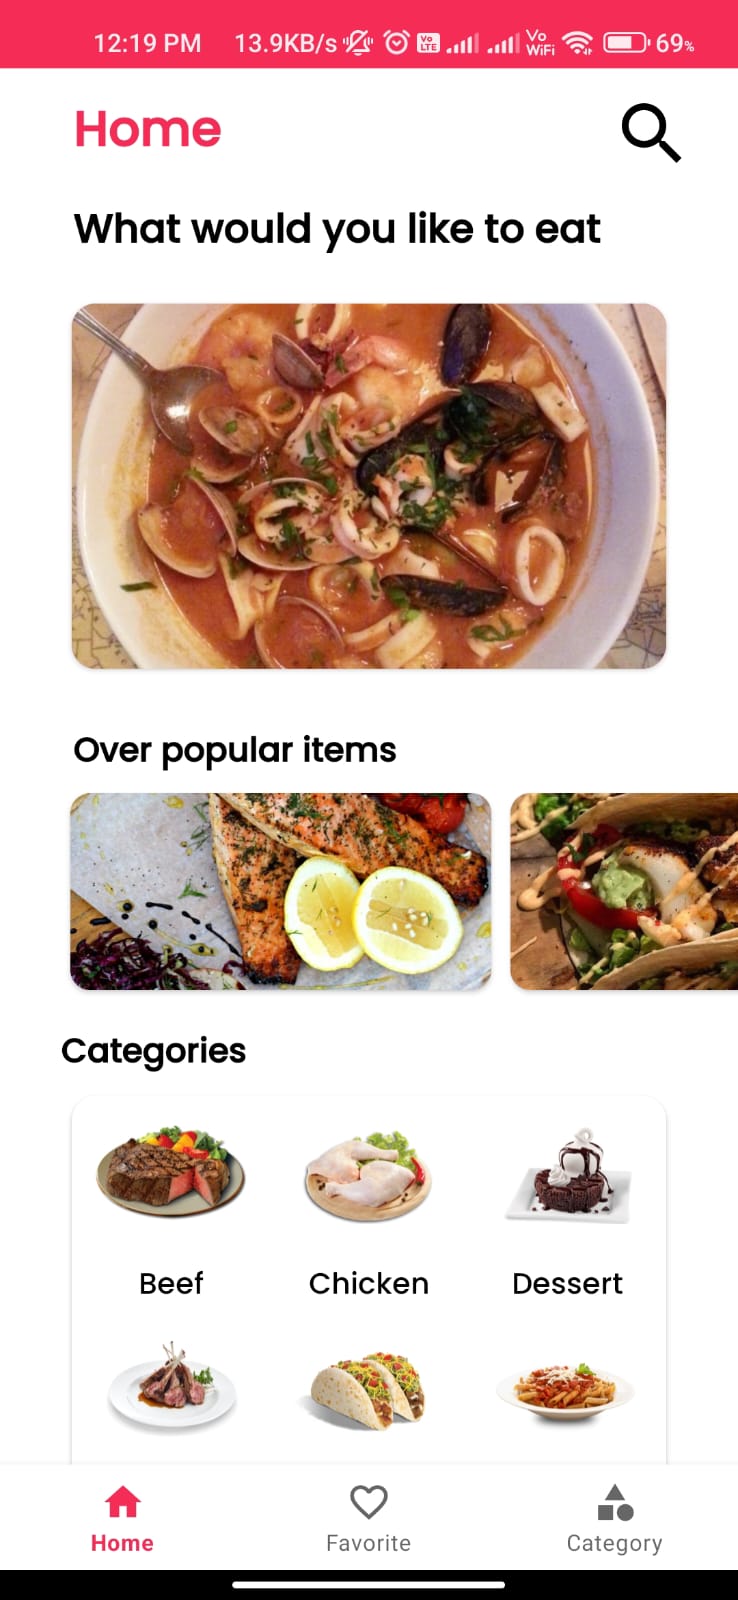 12:19 PM 13.9KB/s Vo LTE Vo WiFi 69%
Home
What would you like to eat
Over popular items
Categories
Beef Chicken Dessert
Home Favorite Category